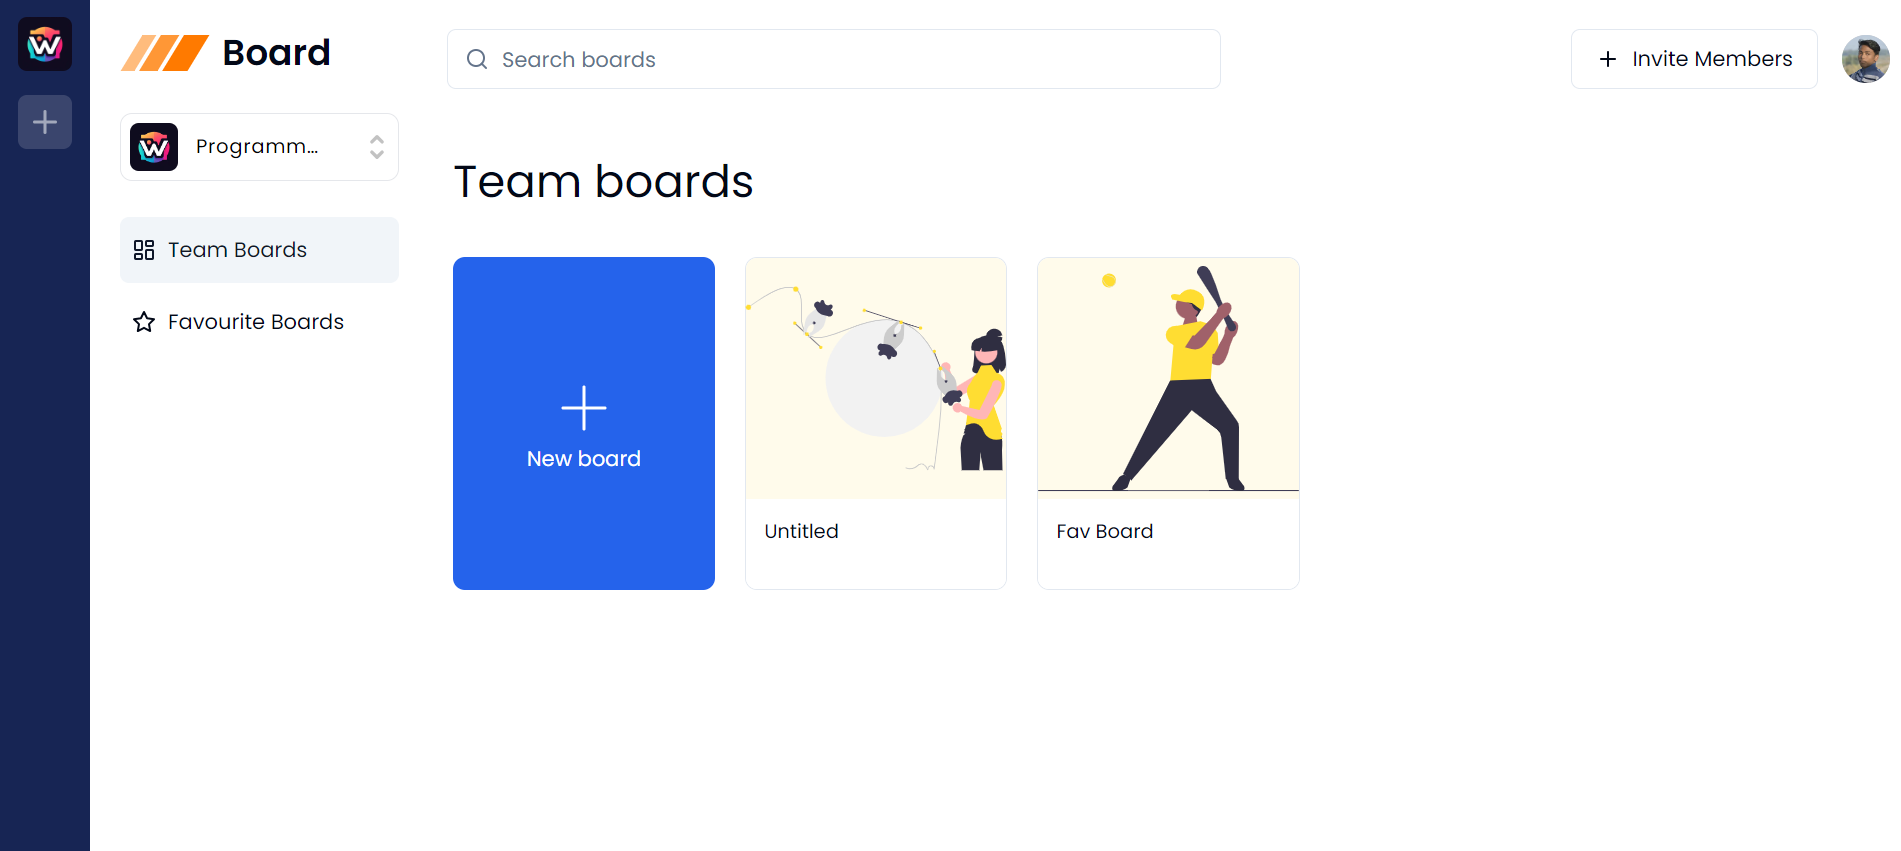 Board
Search boards
Invite Members
Programm...
Team Boards
Favourite Boards
Team boards
New board
Untitled
Fav Board